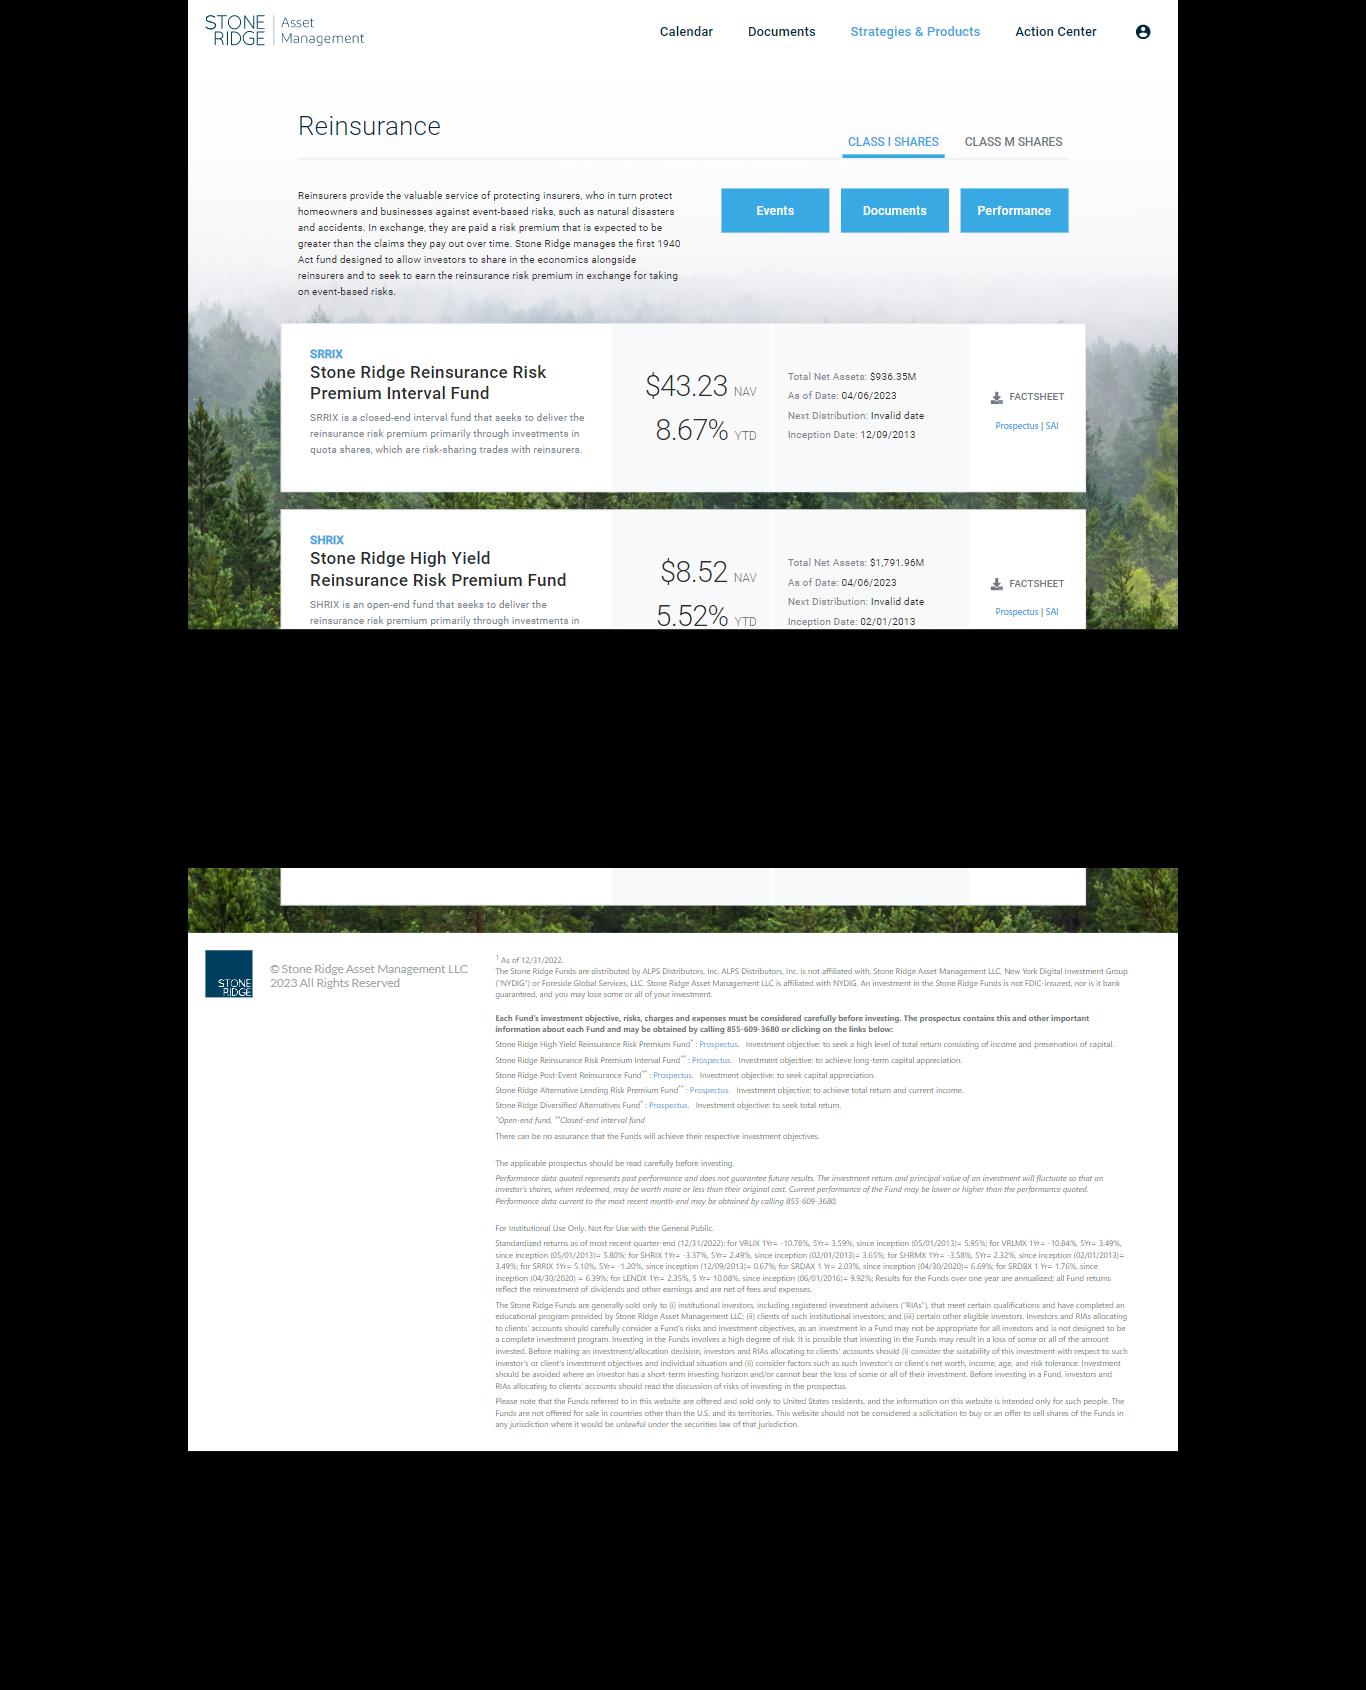 STONE RIDGE Asset Management
Calendar Documents Strategies & Products Action Center
Reinsurance
CLASS I SHARES CLASS M SHARES
Reinsurers provide the valuable service of protecting insurers, who in turn protect
homeowners and businesses against event-based risks, such as natural disasters
and accidents. In exchange, they are paid a risk premium that is expected to be
greater than the claims they pay out over time. Stone Ridge manages the first 1940
Act fund designed to allow investors to share in the economics alongside
reinsurers and to seek to earn the reinsurance risk premium in exchange for taking
on event-based risks.
Events Documents Performance
SRRIX
Stone Ridge Reinsurance Risk
Premium Interval Fund
SRRIX is a closed-end interval fund that seeks to deliver the
reinsurance risk premium primarily through investments in
quota shares, which are risk-sharing trades with reinsurers.
$43.23 NAV
8.67% YTD
Total Net Assets: $936.35M
As of Date: 04/06/2023
Next Distribution: Invalid date
Inception Date: 12/09/2013
FACTSHEET
Prospectus | SAI
SHRIX
Stone Ridge High Yield
Reinsurance Risk Premium Fund
SHRIX is an open-end fund that seeks to deliver the
reinsurance risk premium primarily through investments in
$8.52 NAV
5.52% YTD
Total Net Assets: $1,791.96M
As of Date: 04/06/2023
Next Distribution: Invalid date
Inception Date: 02/01/2013
FACTSHEET
Prospectus | SAI
STONE RIDGE
© Stone Ridge Asset Management LLC
2023 All Rights Reserved
1 As of 12/31/2022.
The Stone Ridge Funds are distributed by ALPS Distributors, Inc. ALPS Distributors, Inc. is not affiliated with, Stone Ridge Asset Management LLC, New York Digital Investment Group
("NYDIG") or Foreside Global Services, LLC. Stone Ridge Asset Management LLC is affiliated with NYDIG. An investment in the Stone Ridge Funds is not FDIC-insured, nor is it bank
guaranteed, and you may lose some or all of your investment.
Each Fund's investment objective, risks, charges and expenses must be considered carefully before investing. The prospectus contains this and other important
information about each Fund and may be obtained by calling 855-609-3680 or clicking on the links below:
Stone Ridge High Yield Reinsurance Risk Premium Fund* : Prospectus. Investment objective: to seek a high level of total return consisting of income and preservation of capital.
Stone Ridge Reinsurance Risk Premium Interval Fund** : Prospectus. Investment objective: to achieve long-term capital appreciation.
Stone Ridge Post-Event Reinsurance Fund** : Prospectus. Investment objective: to seek capital appreciation.
Stone Ridge Alternative Lending Risk Premium Fund** : Prospectus. Investment objective: to achieve total return and current income.
Stone Ridge Diversified Alternatives Fund* : Prospectus. Investment objective: to seek total return.
*Open-end fund, **Closed-end interval fund
There can be no assurance that the Funds will achieve their respective investment objectives.
The applicable prospectus should be read carefully before investing.
Performance data quoted represents past performance and does not guarantee future results. The investment return and principal value of an investment will fluctuate so that an
investor's shares, when redeemed, may be worth more or less than their original cost. Current performance of the Fund may be lower or higher than the performance quoted.
Performance data current to the most recent month-end may be obtained by calling 855-609-3680.
For Institutional Use Only. Not for Use with the General Public.
Standardized returns as of most recent quarter-end (12/31/2022): for VRLIX 1Yr= -10.78%, 5Yr= 3.59%, since inception (05/01/2013)= 5.95%; for VRLMX 1Yr= -10.84%, 5Yr= 3.49%,
since inception (05/01/2013)= 5.80%; for SHRIX 1Yr= -3.37%, 5Yr= 2.49%, since inception (02/01/2013)= 3.65%; for SHRMX 1Yr= -3.58%, 5Yr= 2.32%, since inception (02/01/2013)=
3.49%; for SRRIX 1Yr= 5.10%, 5Yr= -1.20%, since inception (12/09/2013)= 0.67%; for SRDAX 1 Yr= 2.03%, since inception (04/30/2020)= 6.69%; for SRDBX 1 Yr= 1.76%, since
inception (04/30/2020) = 6.39%; for LENDX 1Yr= 2.35%, 5 Yr= 10.08%, since inception (06/01/2016)= 9.92%; Results for the Funds over one year are annualized; all Fund returns
reflect the reinvestment of dividends and other earnings and are net of fees and expenses.
The Stone Ridge Funds are generally sold only to (i) institutional investors, including registered investment advisers ("RIAs"), that meet certain qualifications and have completed an
educational program provided by Stone Ridge Asset Management LLC; (ii) clients of such institutional investors; and (iii) certain other eligible investors. Investors and RIAs allocating
to clients' accounts should carefully consider a Fund's risks and investment objectives, as an investment in a Fund may not be appropriate for all investors and is not designed to be
a complete investment program. Investing in the Funds involves a high degree of risk. It is possible that investing in the Funds may result in a loss of some or all of the amount
invested. Before making an investment/allocation decision, investors and RIAs allocating to clients' accounts should (i) consider the suitability of this investment with respect to such
investor's or client's investment objectives and individual situation and (ii) consider factors such as such investor's or client's net worth, income, age, and risk tolerance. Investment
should be avoided where an investor has a short-term investing horizon and/or cannot bear the loss of some or all of their investment. Before investing in a Fund, investors and
RIAs allocating to clients' accounts should read the discussion of risks of investing in the prospectus.
Please note that the Funds referred to in this website are offered and sold only to United States residents, and the information on this website is intended only for such people. The
Funds are not offered for sale in countries other than the U.S. and its territories. This website should not be considered a solicitation to buy or an offer to sell shares of the Funds in
any jurisdiction where it would be unlawful under the securities law of that jurisdiction.